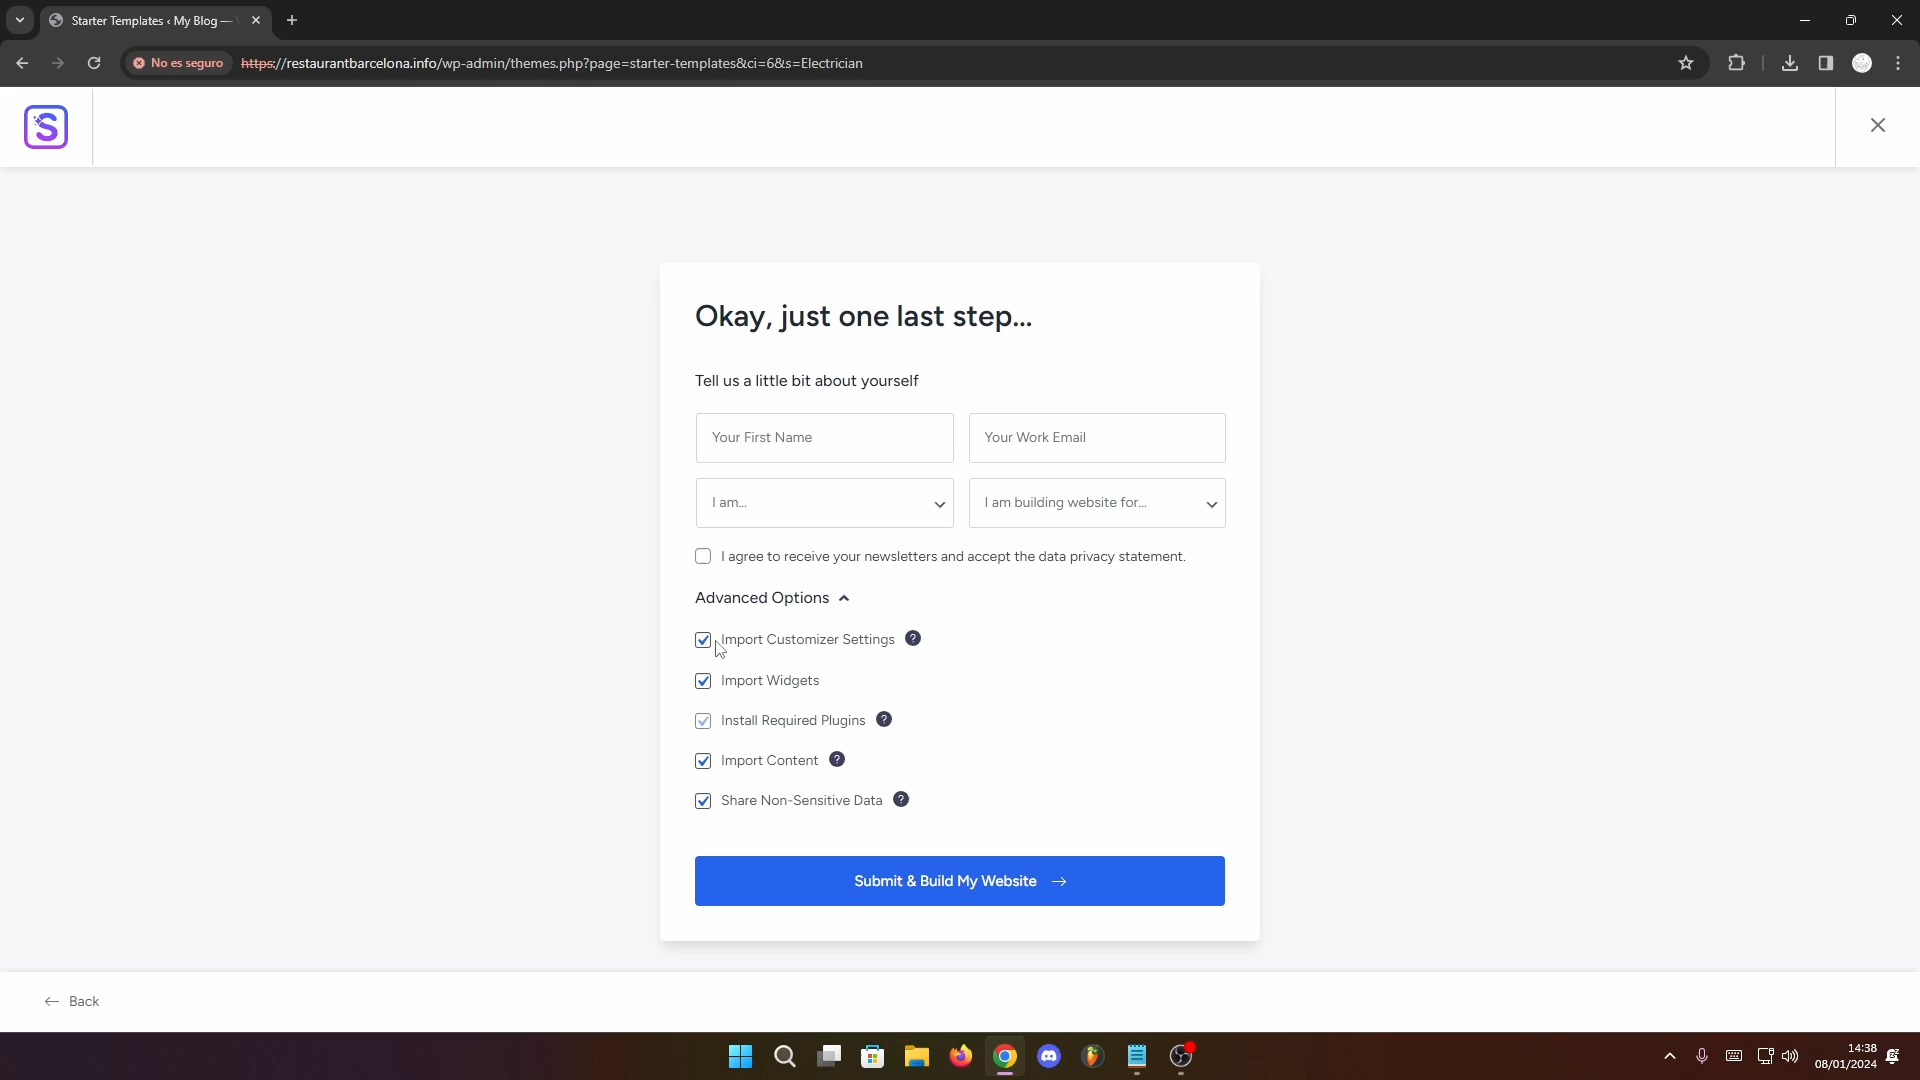 Starter Templates ‹ My Blog —
No es seguro
https://restaurantbarcelona.info/wp-admin/themes.php?page=starter-templates&ci=6&s=Electrician
S
Okay, just one last step...
Tell us a little bit about yourself
Your First Name
Your Work Email
I am...
I am building website for...
I agree to receive your newsletters and accept the data privacy statement.
Advanced Options
Import Customizer Settings ?
Import Widgets
Install Required Plugins ?
Import Content ?
Share Non-Sensitive Data ?
Submit & Build My Website →
← Back
14:38
08/01/2024